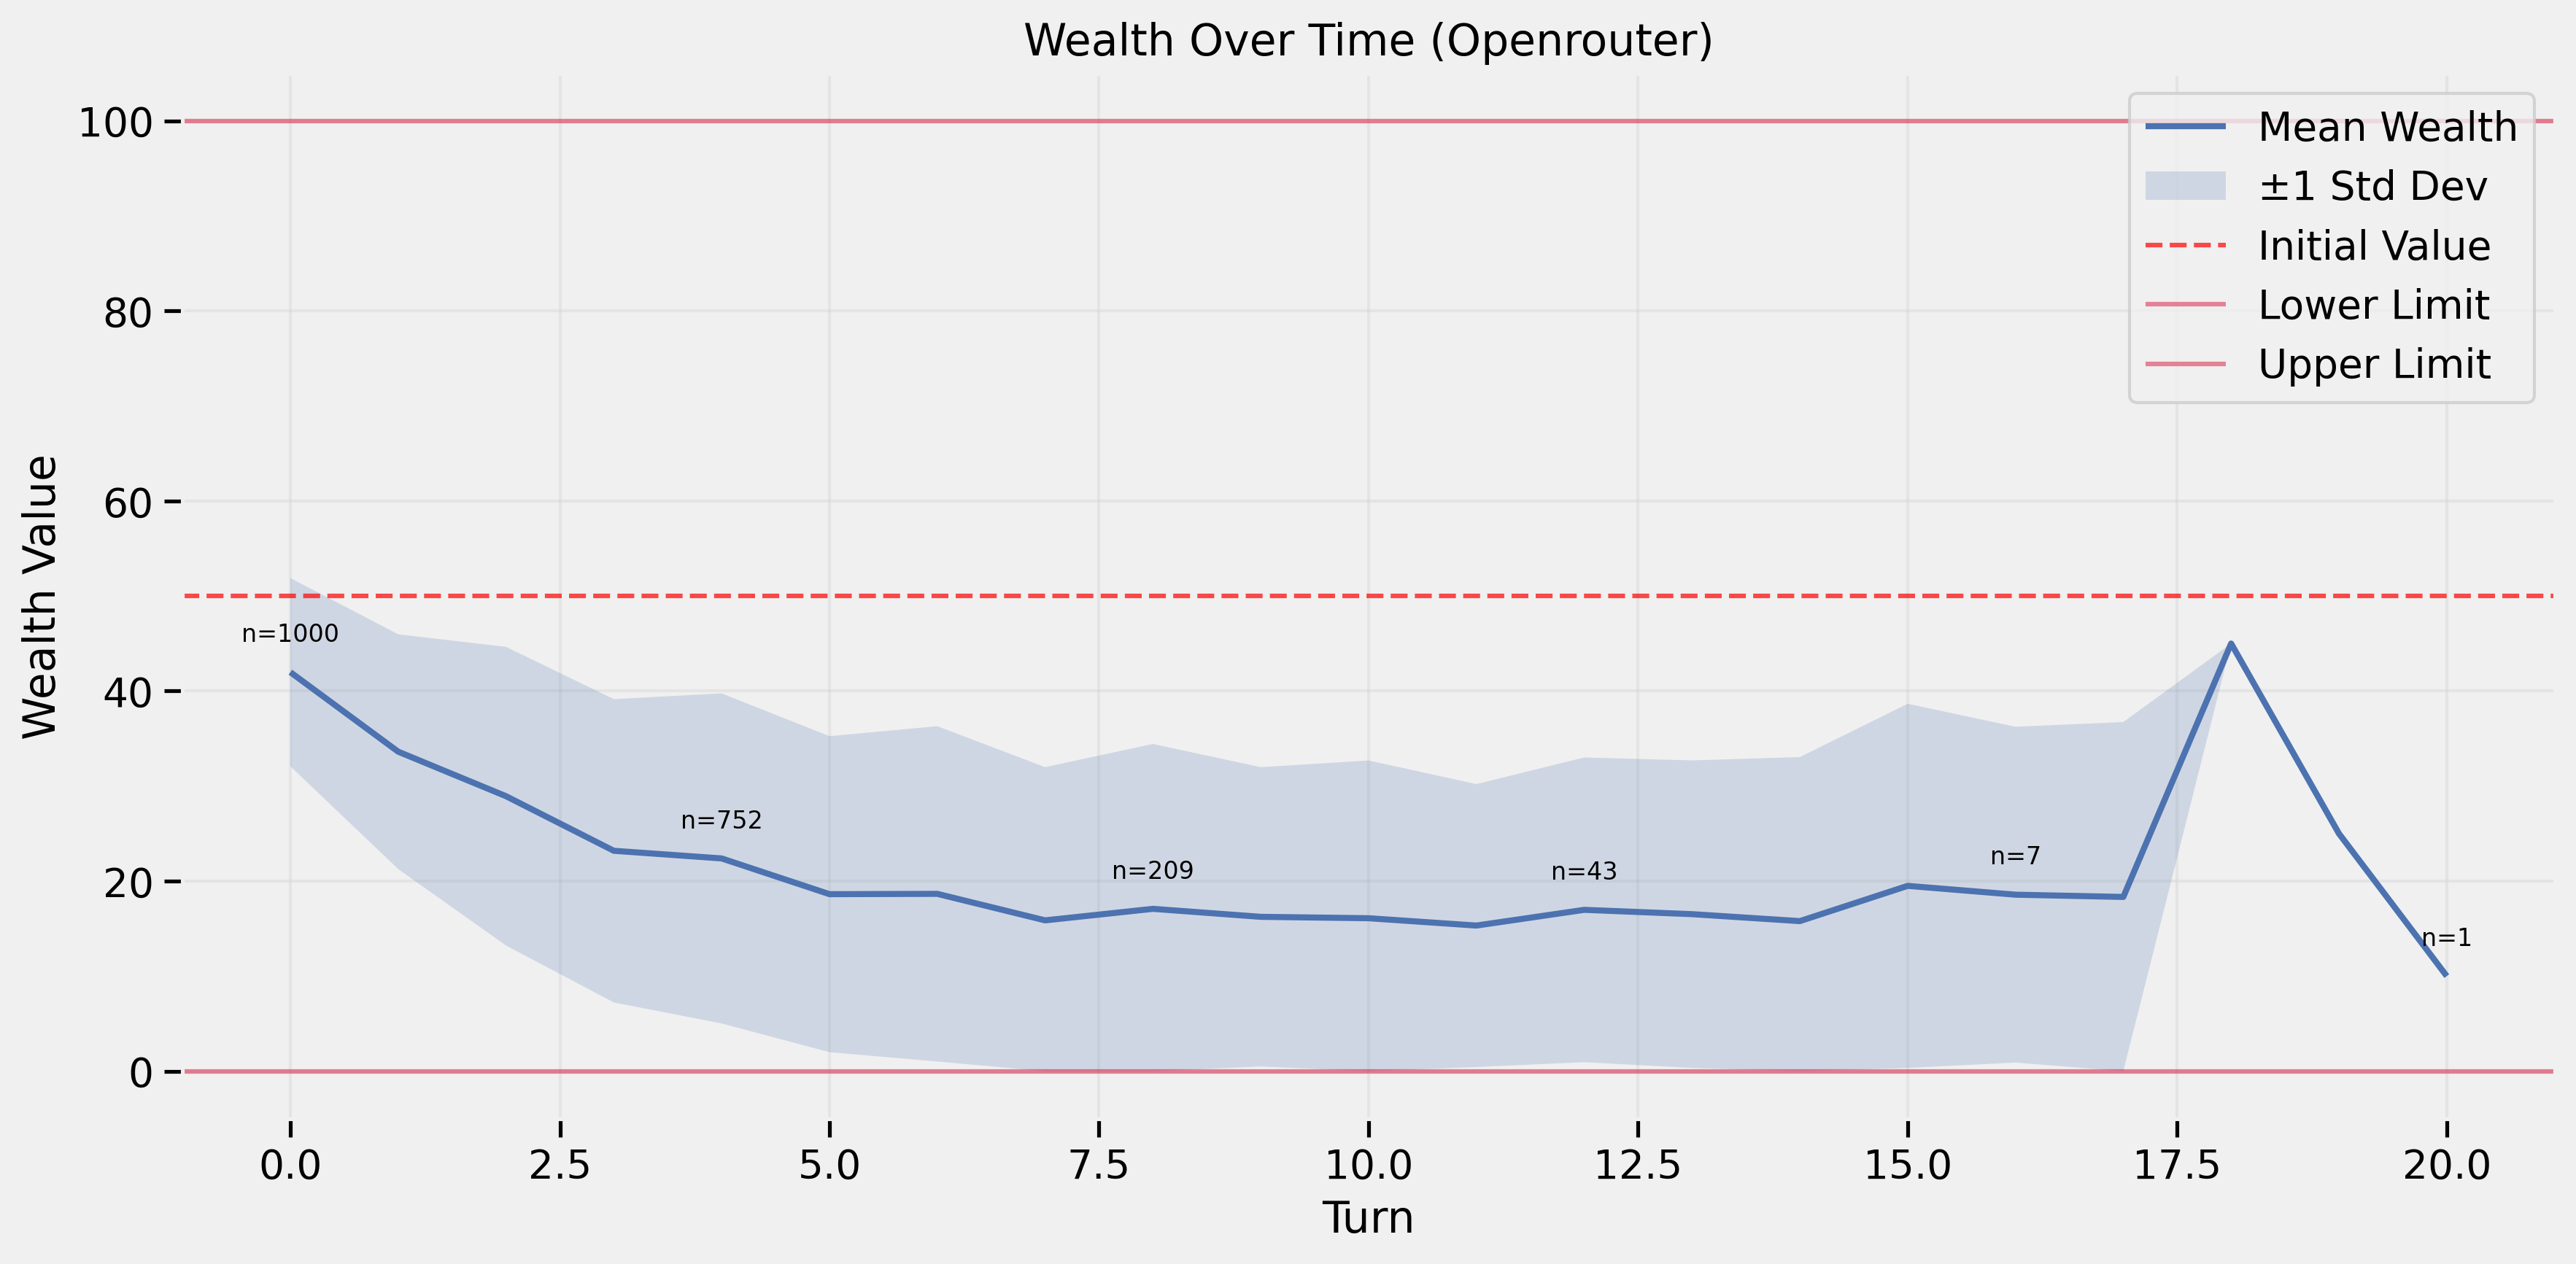 Wealth Over Time (Openrouter)
Mean Wealth
±1 Std Dev
Initial Value
Lower Limit
Upper Limit
Wealth Value
100
80
60
40
20
0
n=1000
n=752
n=209
n=43
n=7
n=1
0.0 2.5 5.0 7.5 10.0 12.5 15.0 17.5 20.0
Turn